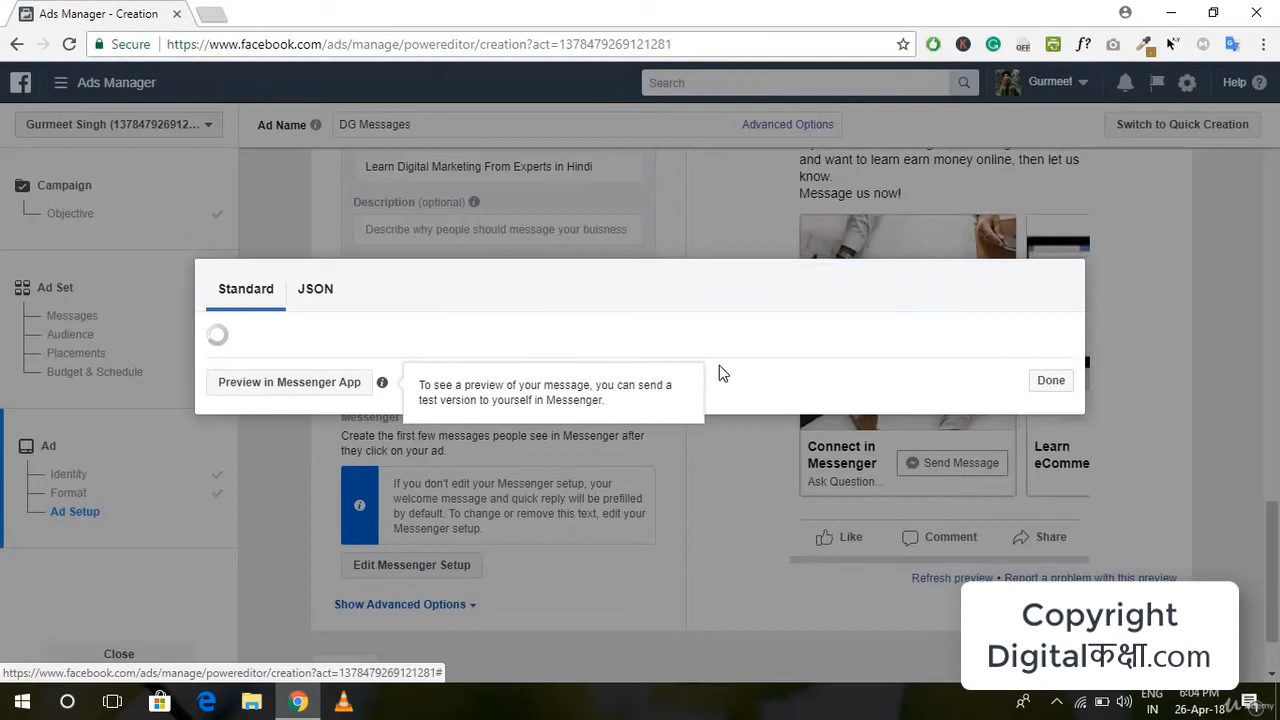 Ads Manager - Creation
Secure
https://www.facebook.com/ads/manage/powereditor/creation?act=1378479269121281
Ads Manager
Search
Gurmeet
Help
Gurmeet Singh (137847926912...
Ad Name
DG Messages
Advanced Options
Switch to Quick Creation
Campaign
Objective
Ad Set
Messages
Audience
Placements
Budget & Schedule
Ad
Identity
Format
Ad Setup
Close
Learn Digital Marketing From Experts in Hindi
Description (optional)
Describe why people should message your buisness
and want to learn earn money online, then let us
know.
Message us now!
Standard
JSON
Preview in Messenger App
To see a preview of your message, you can send a
test version to yourself in Messenger.
Done
Create the first few messages people see in Messenger after
they click on your ad.
If you don't edit your Messenger setup, your
welcome message and quick reply will be prefilled
by default. To change or remove this text, edit your
Messenger setup.
Edit Messenger Setup
Show Advanced Options
Connect in
Messenger
Ask Question...
Send Message
Learn
eComme
Like
Comment
Share
Refresh preview • Report a problem with this preview
Copyright
Digitalकक्षा.com
https://www.facebook.com/ads/manage/powereditor/creation?act=1378479269121281#
ENG
IN
6:04 PM
26-Apr-18